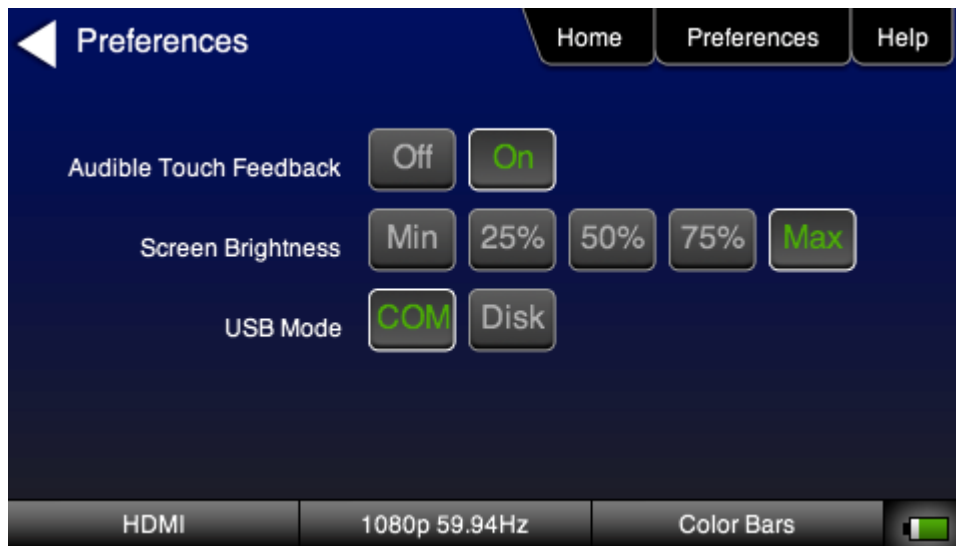 Preferences
Home Preferences Help
Audible Touch Feedback Off On
Screen Brightness Min 25% 50% 75% Max
USB Mode COM Disk
HDMI 1080p 59.94Hz Color Bars